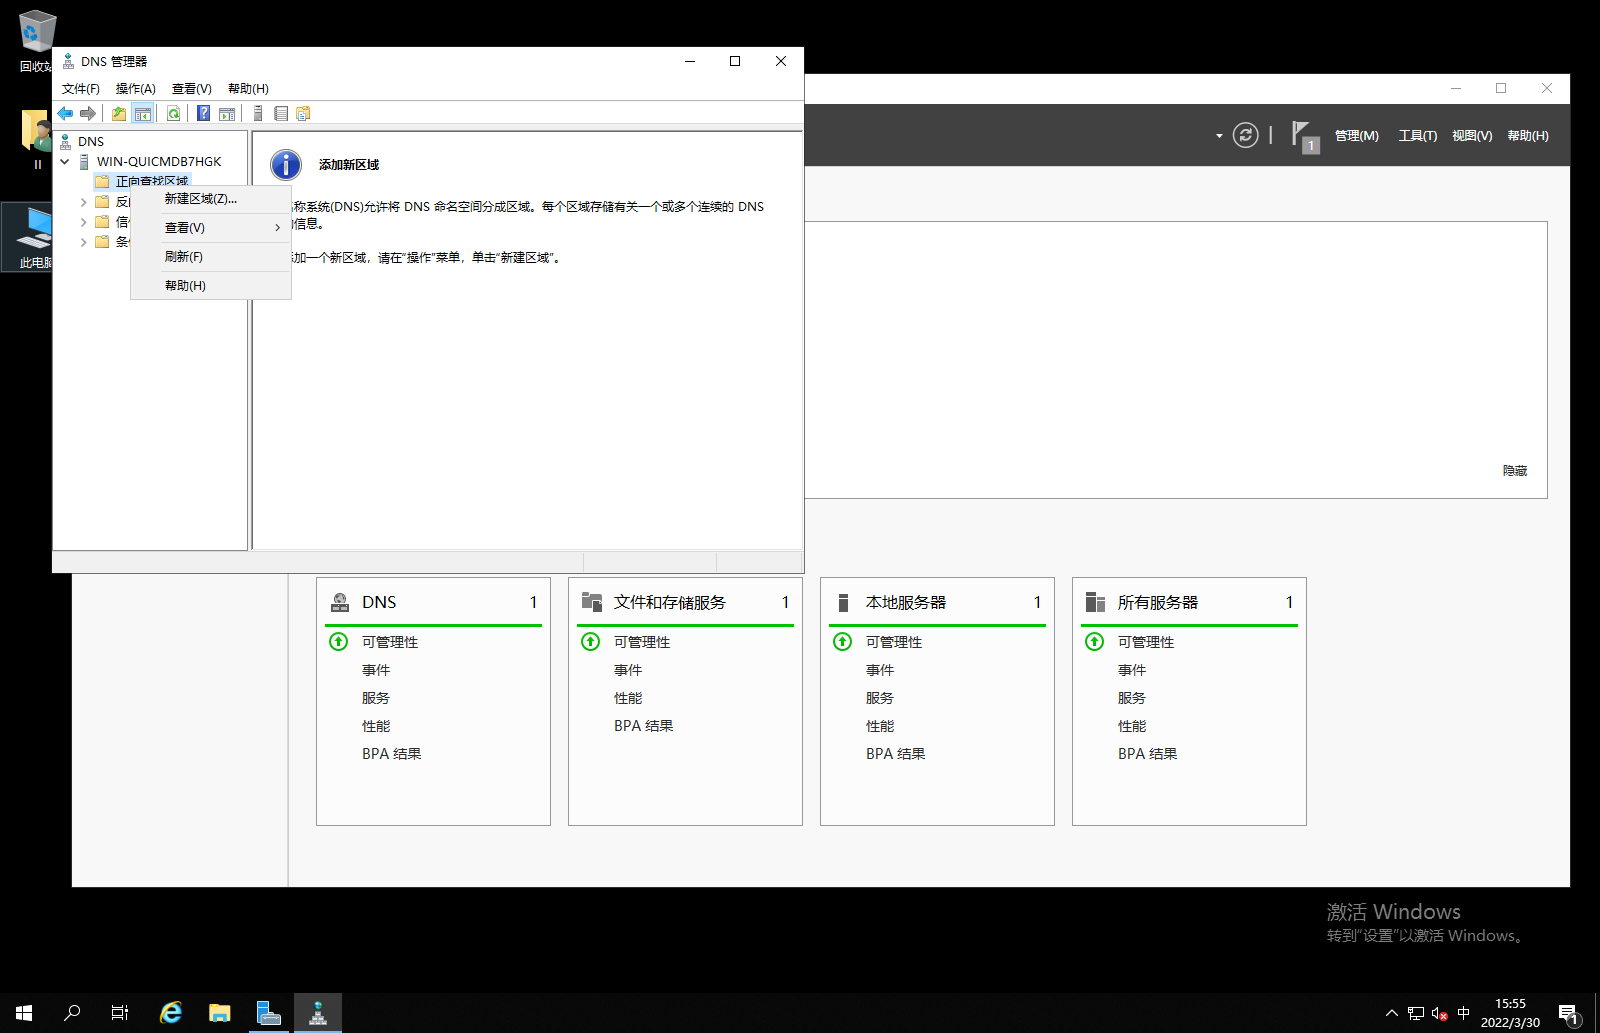 回收站
DNS 管理器
文件(F) 操作(A) 查看(V) 帮助(H)
DNS
WIN-QUICMDB7HGK
正向查找区域
反
信
条
新建区域(Z)...
查看(V)
刷新(F)
帮助(H)
添加新区域
称系统(DNS)允许将 DNS 命名空间分成区域。每个区域存储有关一个或多个连续的 DNS
信息。
加一个新区域，请在“操作”菜单，单击“新建区域”。
II
此电脑
1
管理(M) 工具(T) 视图(V) 帮助(H)
隐藏
DNS 1
可管理性
事件
服务
性能
BPA 结果
文件和存储服务 1
可管理性
事件
性能
BPA 结果
本地服务器 1
可管理性
事件
服务
性能
BPA 结果
所有服务器 1
可管理性
事件
服务
性能
BPA 结果
激活 Windows
转到“设置”以激活 Windows。
中
15:55
2022/3/30
1